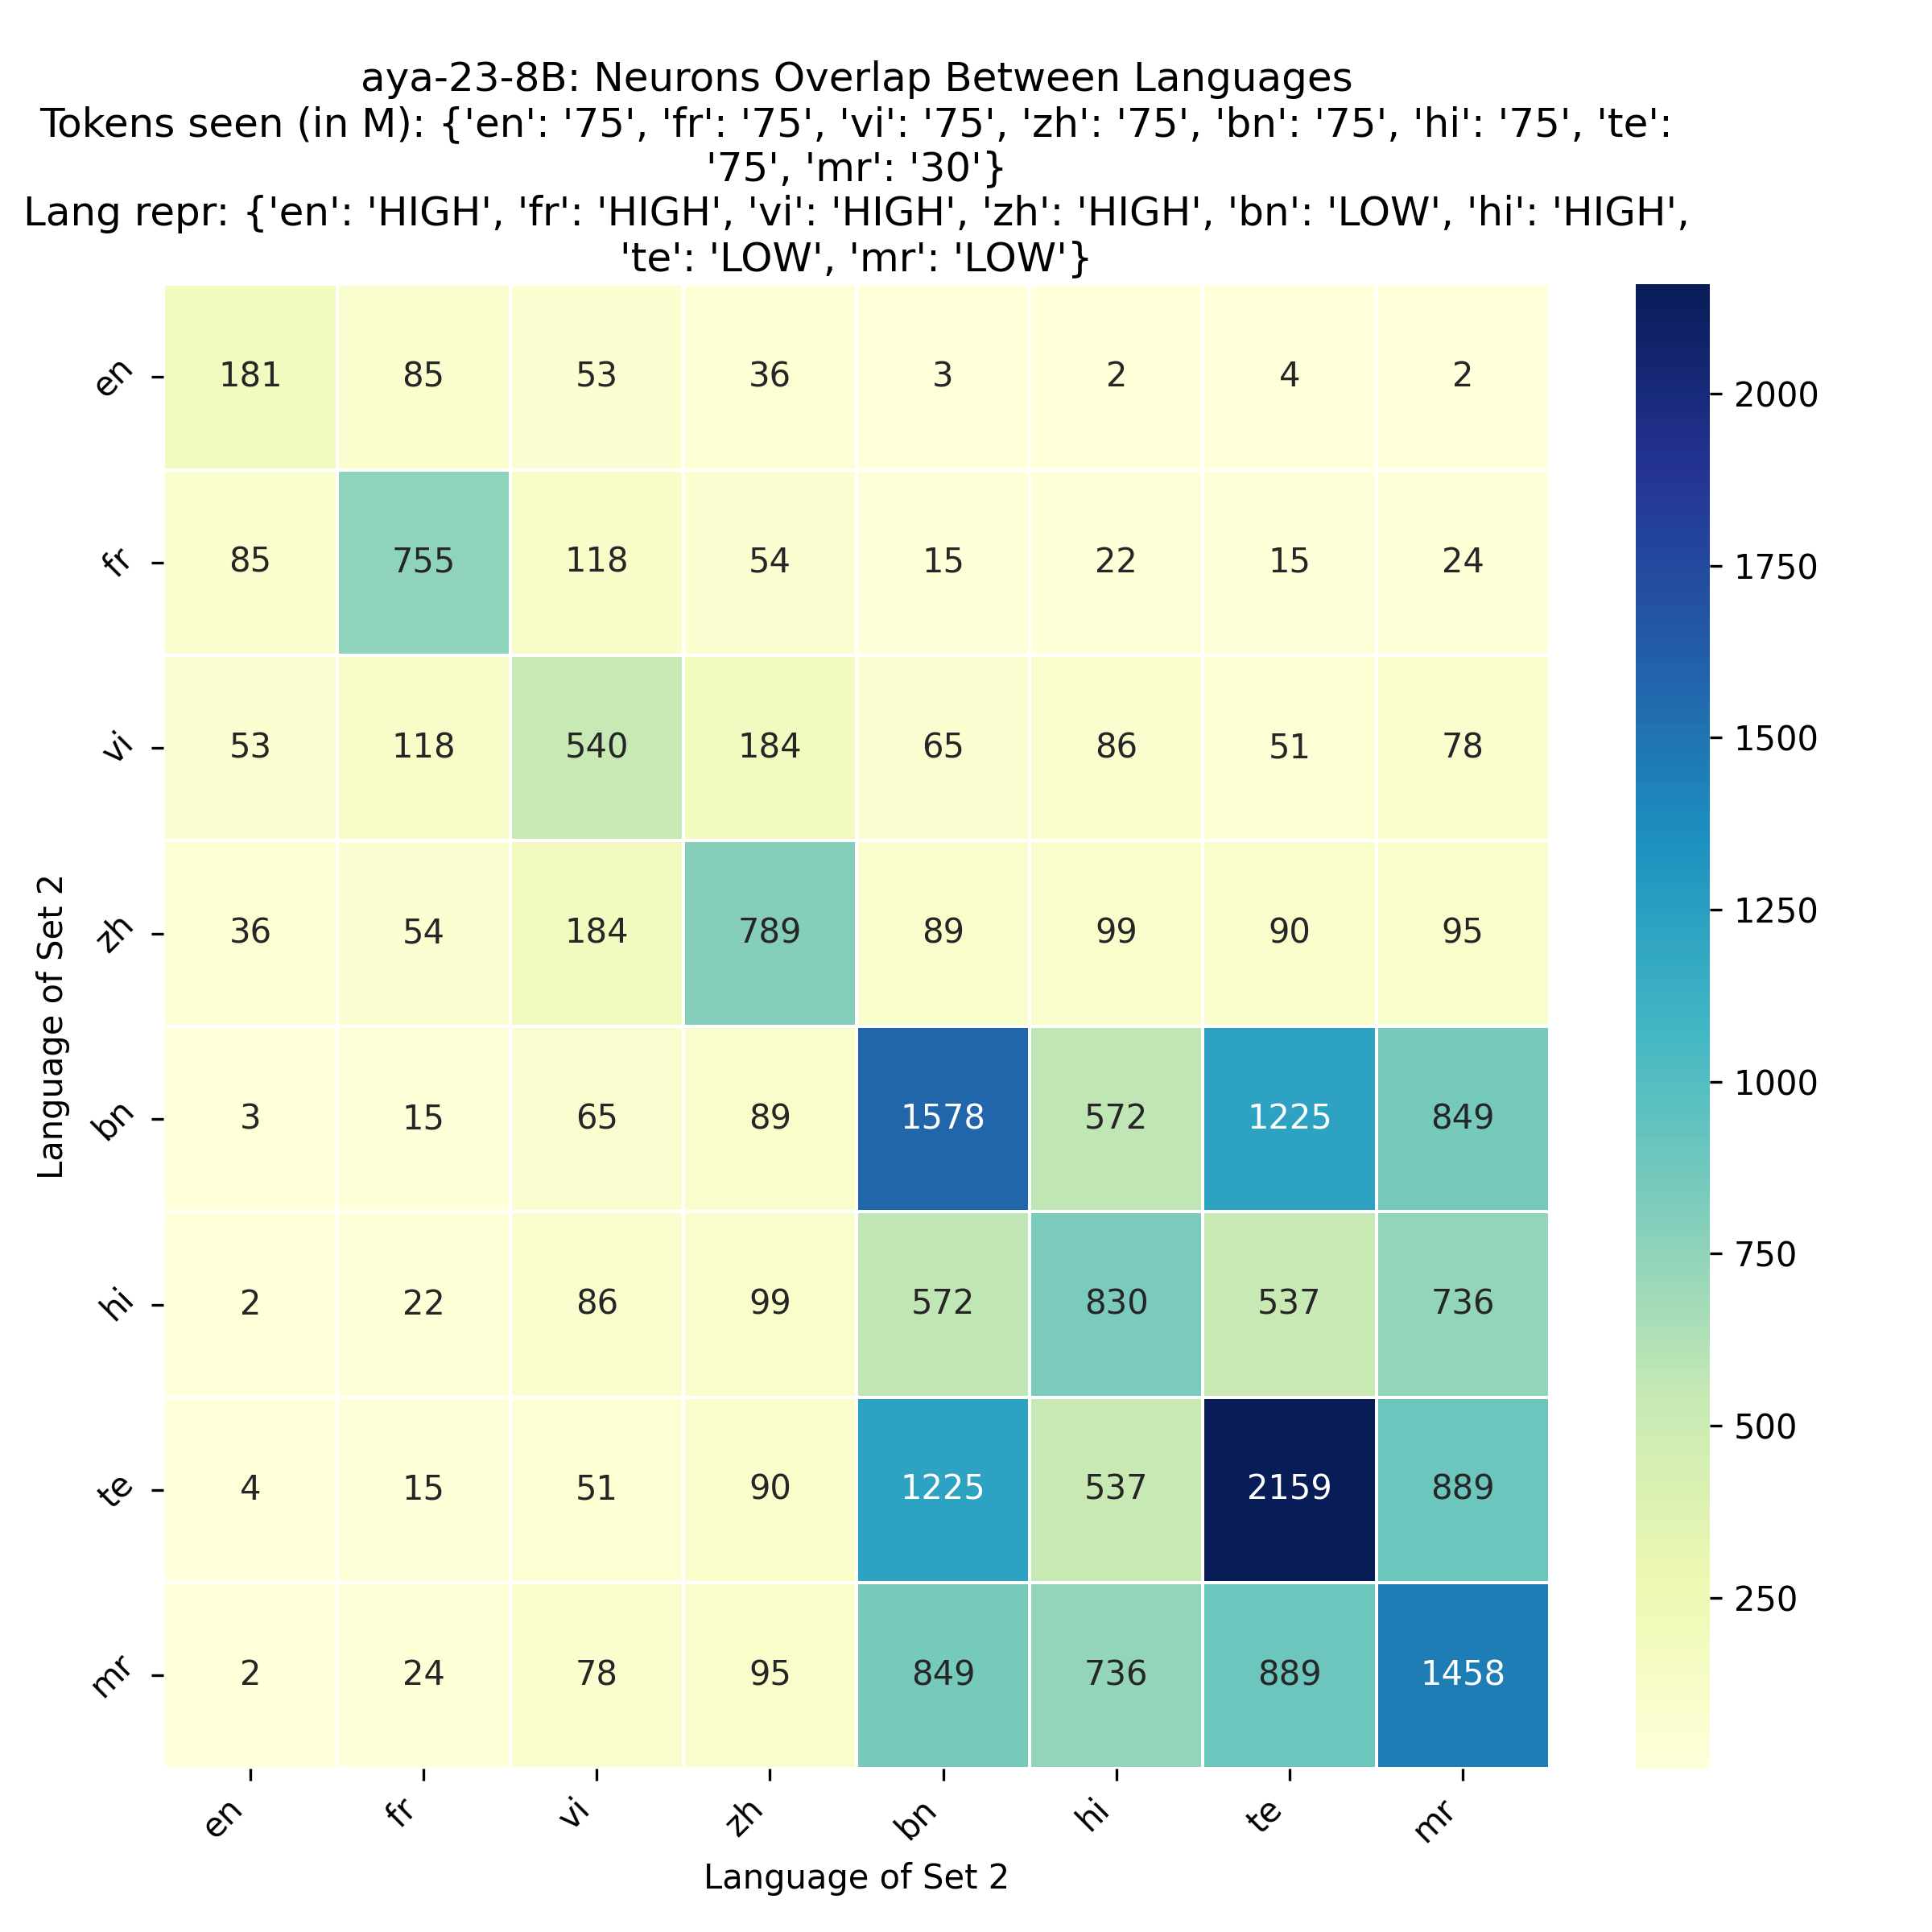 aya-23-8B: Neurons Overlap Between Languages
Tokens seen (in M): {'en': '75', 'fr': '75', 'vi': '75', 'zh': '75', 'bn': '75', 'hi': '75', 'te':
'75', 'mr': '30'}
Lang repr: {'en': 'HIGH', 'fr': 'HIGH', 'vi': 'HIGH', 'zh': 'HIGH', 'bn': 'LOW', 'hi': 'HIGH',
'te': 'LOW', 'mr': 'LOW'}
en 181 85 53 36 3 2 4 2
fr 85 755 118 54 15 22 15 24
vi 53 118 540 184 65 86 51 78
zh 36 54 184 789 89 99 90 95
bn 3 15 65 89 1578 572 1225 849
hi 2 22 86 99 572 830 537 736
te 4 15 51 90 1225 537 2159 889
mr 2 24 78 95 849 736 889 1458
en fr vi zh bn hi te mr
Language of Set 2
Language of Set 2
2000
1750
1500
1250
1000
750
500
250